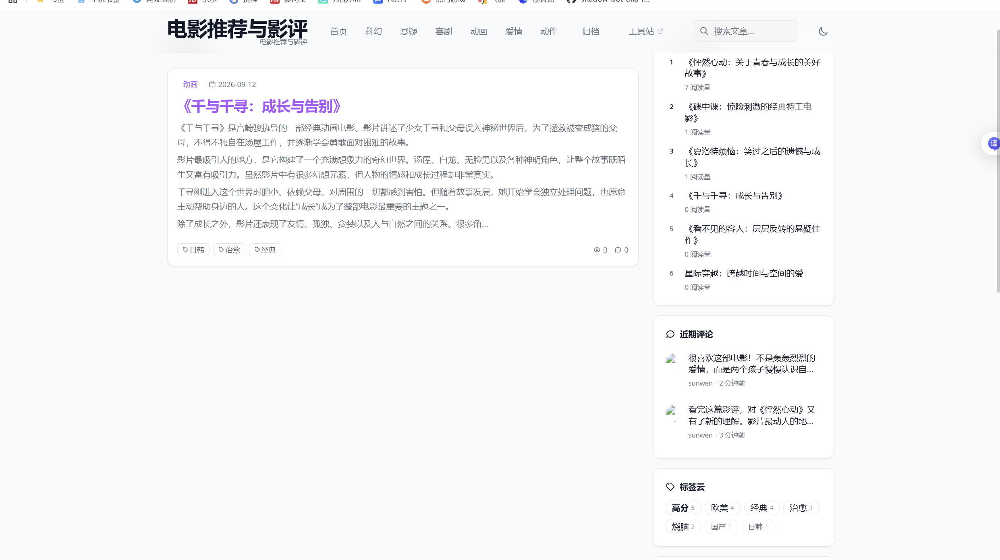 电影推荐与影评
电影推荐与影评
首页 科幻 悬疑 喜剧 动画 爱情 动作 归档 工具站
搜索文章...
动画 2026-09-12
《千与千寻：成长与告别》
《千与千寻》是宫崎骏执导的一部经典动画电影。影片讲述了少女千寻和父母误入神秘世界后，为了拯救被变成猪的父
母，不得不独自在汤屋工作，并逐渐学会勇敢面对困难的故事。
影片最吸引人的地方，是它构建了一个充满想象力的奇幻世界。汤屋、白龙、无脸男以及各种神明角色，让整个故事既陌
生又富有吸引力。虽然影片中有很多幻想元素，但人物的情感和成长过程却非常真实。
千寻刚进入这个世界时胆小、依赖父母，对周围的一切都感到害怕。但随着故事发展，她开始学会独立处理问题，也愿意
主动帮助身边的人。这个变化让“成长”成为了整部电影最重要的主题之一。
除了成长之外，影片还表现了友情、孤独、贪婪以及人与自然之间的关系。很多角...
日韩 治愈 经典 0 0
1 《怦然心动：关于青春与成长的美好
故事》
7 阅读量
2 《碟中谍：惊险刺激的经典特工电
影》
1 阅读量
3 《夏洛特烦恼：笑过之后的遗憾与成
长》
1 阅读量
4 《千与千寻：成长与告别》
0 阅读量
5 《看不见的客人：层层反转的悬疑佳
作》
0 阅读量
6 星际穿越：跨越时间与空间的爱
0 阅读量
近期评论
很喜欢这部电影！不是轰轰烈烈的
爱情，而是两个孩子慢慢认识自...
sunwen · 2 分钟前
看完这篇影评，对《怦然心动》又
有了新的理解。影片最动人的地...
sunwen · 3 分钟前
标签云
高分 5 欧美 4 经典 4 治愈 3
烧脑 2 国产 1 日韩 1
译